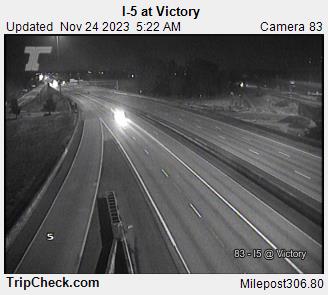 I-5 at Victory
Updated Nov 24 2023 5:22 AM Camera 83
T
S
83 - I5 @ Victory
TripCheck.com Milepost306.80